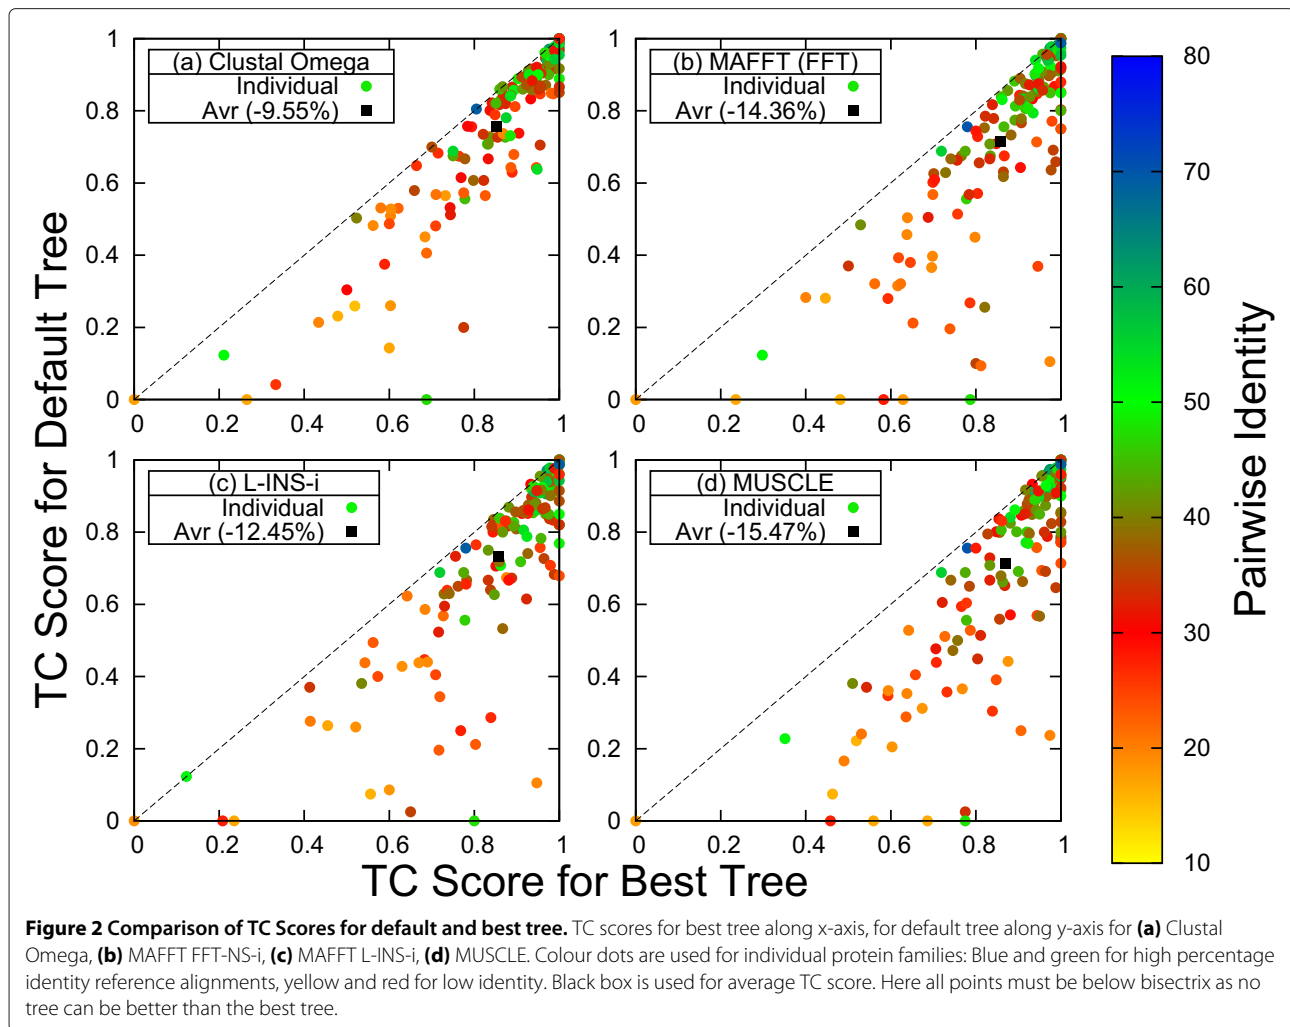 TC Score for Default Tree
1
0.8
0.6
0.4
0.2
0
(a) Clustal Omega
Individual
Avr (-9.55%)
0 0.2 0.4 0.6 0.8 1
1
0.8
0.6
0.4
0.2
0
(b) MAFFT (FFT)
Individual
Avr (-14.36%)
0 0.2 0.4 0.6 0.8 1
1
0.8
0.6
0.4
0.2
0
(c) L-INS-i
Individual
Avr (-12.45%)
0 0.2 0.4 0.6 0.8 1
1
0.8
0.6
0.4
0.2
0
(d) MUSCLE
Individual
Avr (-15.47%)
0 0.2 0.4 0.6 0.8 1
TC Score for Best Tree
80
70
60
50
40
30
20
10
Pairwise Identity
Figure 2 Comparison of TC Scores for default and best tree. TC scores for best tree along x-axis, for default tree along y-axis for (a) Clustal
Omega, (b) MAFFT FFT-NS-i, (c) MAFFT L-INS-i, (d) MUSCLE. Colour dots are used for individual protein families: Blue and green for high percentage
identity reference alignments, yellow and red for low identity. Black box is used for average TC score. Here all points must be below bisectrix as no
tree can be better than the best tree.